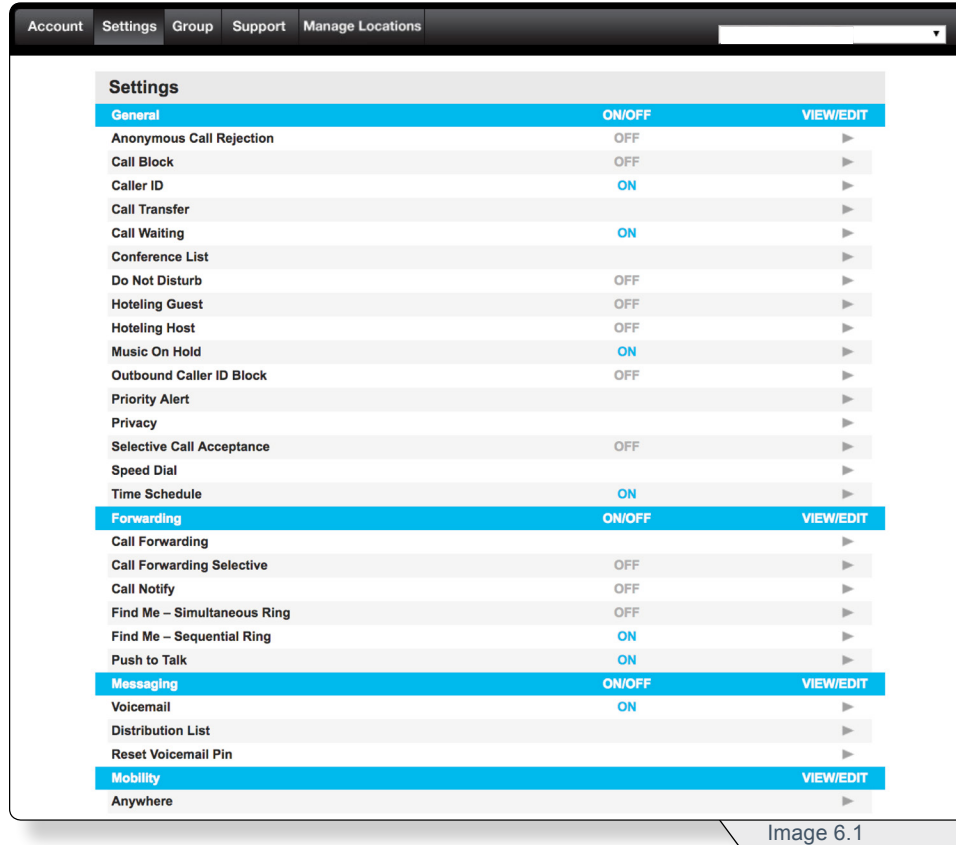 Account Settings Group Support Manage Locations
Settings
General ON/OFF VIEW/EDIT
Anonymous Call Rejection OFF
Call Block OFF
Caller ID ON
Call Transfer
Call Waiting ON
Conference List
Do Not Disturb OFF
Hoteling Guest OFF
Hoteling Host OFF
Music On Hold ON
Outbound Caller ID Block OFF
Priority Alert
Privacy
Selective Call Acceptance OFF
Speed Dial
Time Schedule ON
Forwarding ON/OFF VIEW/EDIT
Call Forwarding
Call Forwarding Selective OFF
Call Notify OFF
Find Me – Simultaneous Ring OFF
Find Me – Sequential Ring ON
Push to Talk ON
Messaging ON/OFF VIEW/EDIT
Voicemail ON
Distribution List
Reset Voicemail Pin
Mobility VIEW/EDIT
Anywhere
Image 6.1